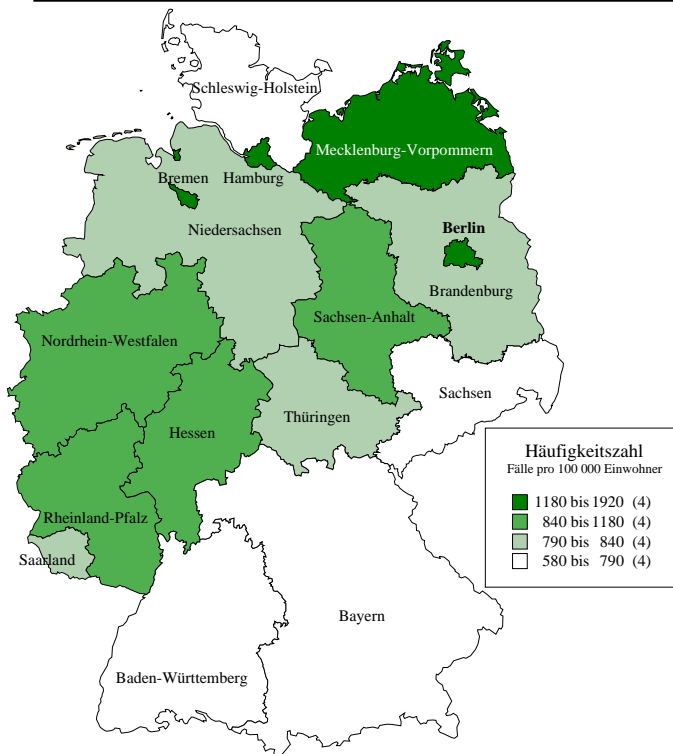 Schleswig-Holstein
Mecklenburg-Vorpommern
Bremen
Hamburg
Niedersachsen
Berlin
Brandenburg
Sachsen-Anhalt
Nordrhein-Westfalen
Sachsen
Thüringen
Hessen
Rheinland-Pfalz
Saarland
Bayern
Baden-Württemberg
Häufigkeitszahl
Fälle pro 100 000 Einwohner
1180 bis 1920 (4)
840 bis 1180 (4)
790 bis 840 (4)
580 bis 790 (4)